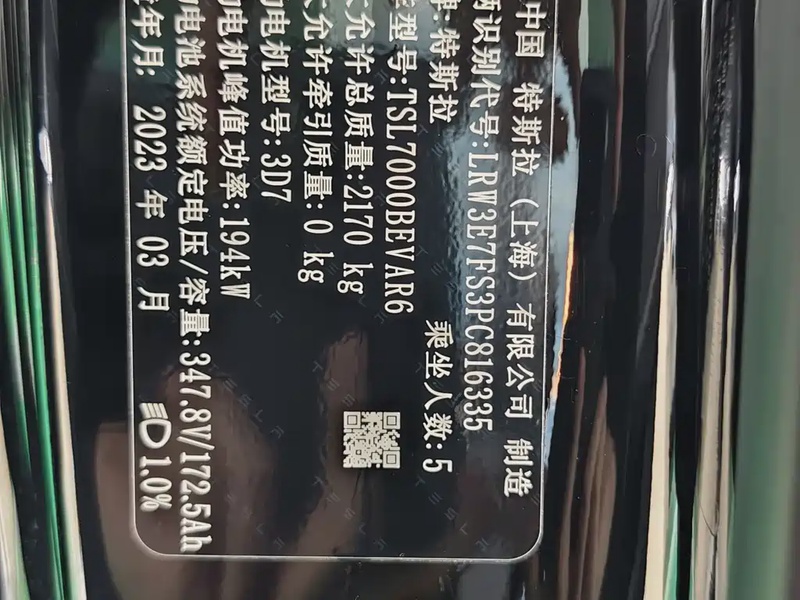 中国 特斯拉（上海）有限公司 制造
识别代号:LRW3E7FS3PC816335
牌:特斯拉 乘坐人数:5
型号:TSL7000BEVAR6
允许总质量:2170 kg
允许牵引质量:0 kg
电机型号:3D7
电机峰值功率:194kW
电池系统额定电压/容量:347.8V/172.5Ah
年月: 2023 年 03 月 1.0%